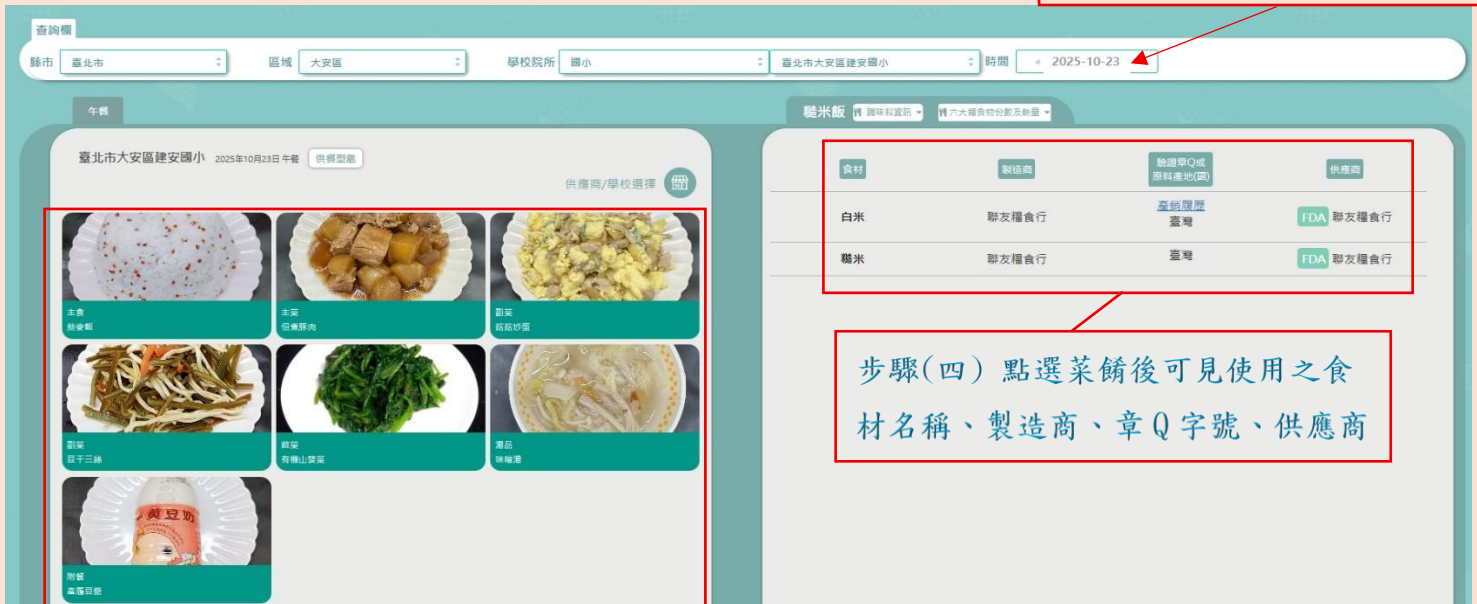 查詢欄
縣市 臺北市 區域 大安區 學校院所 國小 臺北市大安區建安國小 時間 2025-10-23
午餐
臺北市大安區建安國小 2025年10月23日 午餐 供餐型態
供應商/學校選擇
主食
主菜
豚肉
副菜
菇菇炒蛋
副菜
豆干三絲
蔬菜
有機山菠菜
湯品
味噌湯
黃豆奶
附餐
產履豆漿
糙米飯 調味料資訊 六大類食物份數及熱量
食材 製造商 驗證章Q或 供應商
原料產地(國)
白米 聯友糧食行 產銷履歷 FDA 聯友糧食行
臺灣
糙米 聯友糧食行 臺灣 FDA 聯友糧食行
步驟(四) 點選菜餚後可見使用之食
材名稱、製造商、章Q字號、供應商